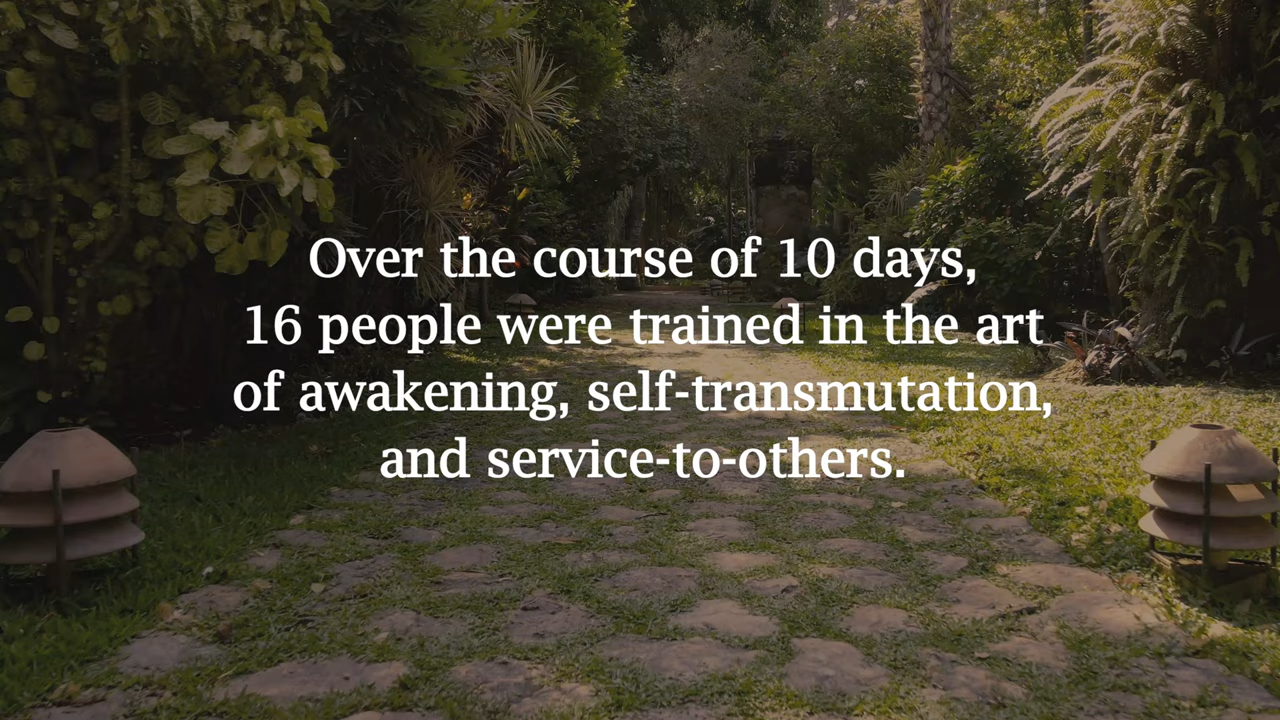 Over the course of 10 days,
16 people were trained in the art
of awakening, self-transmutation,
and service-to-others.